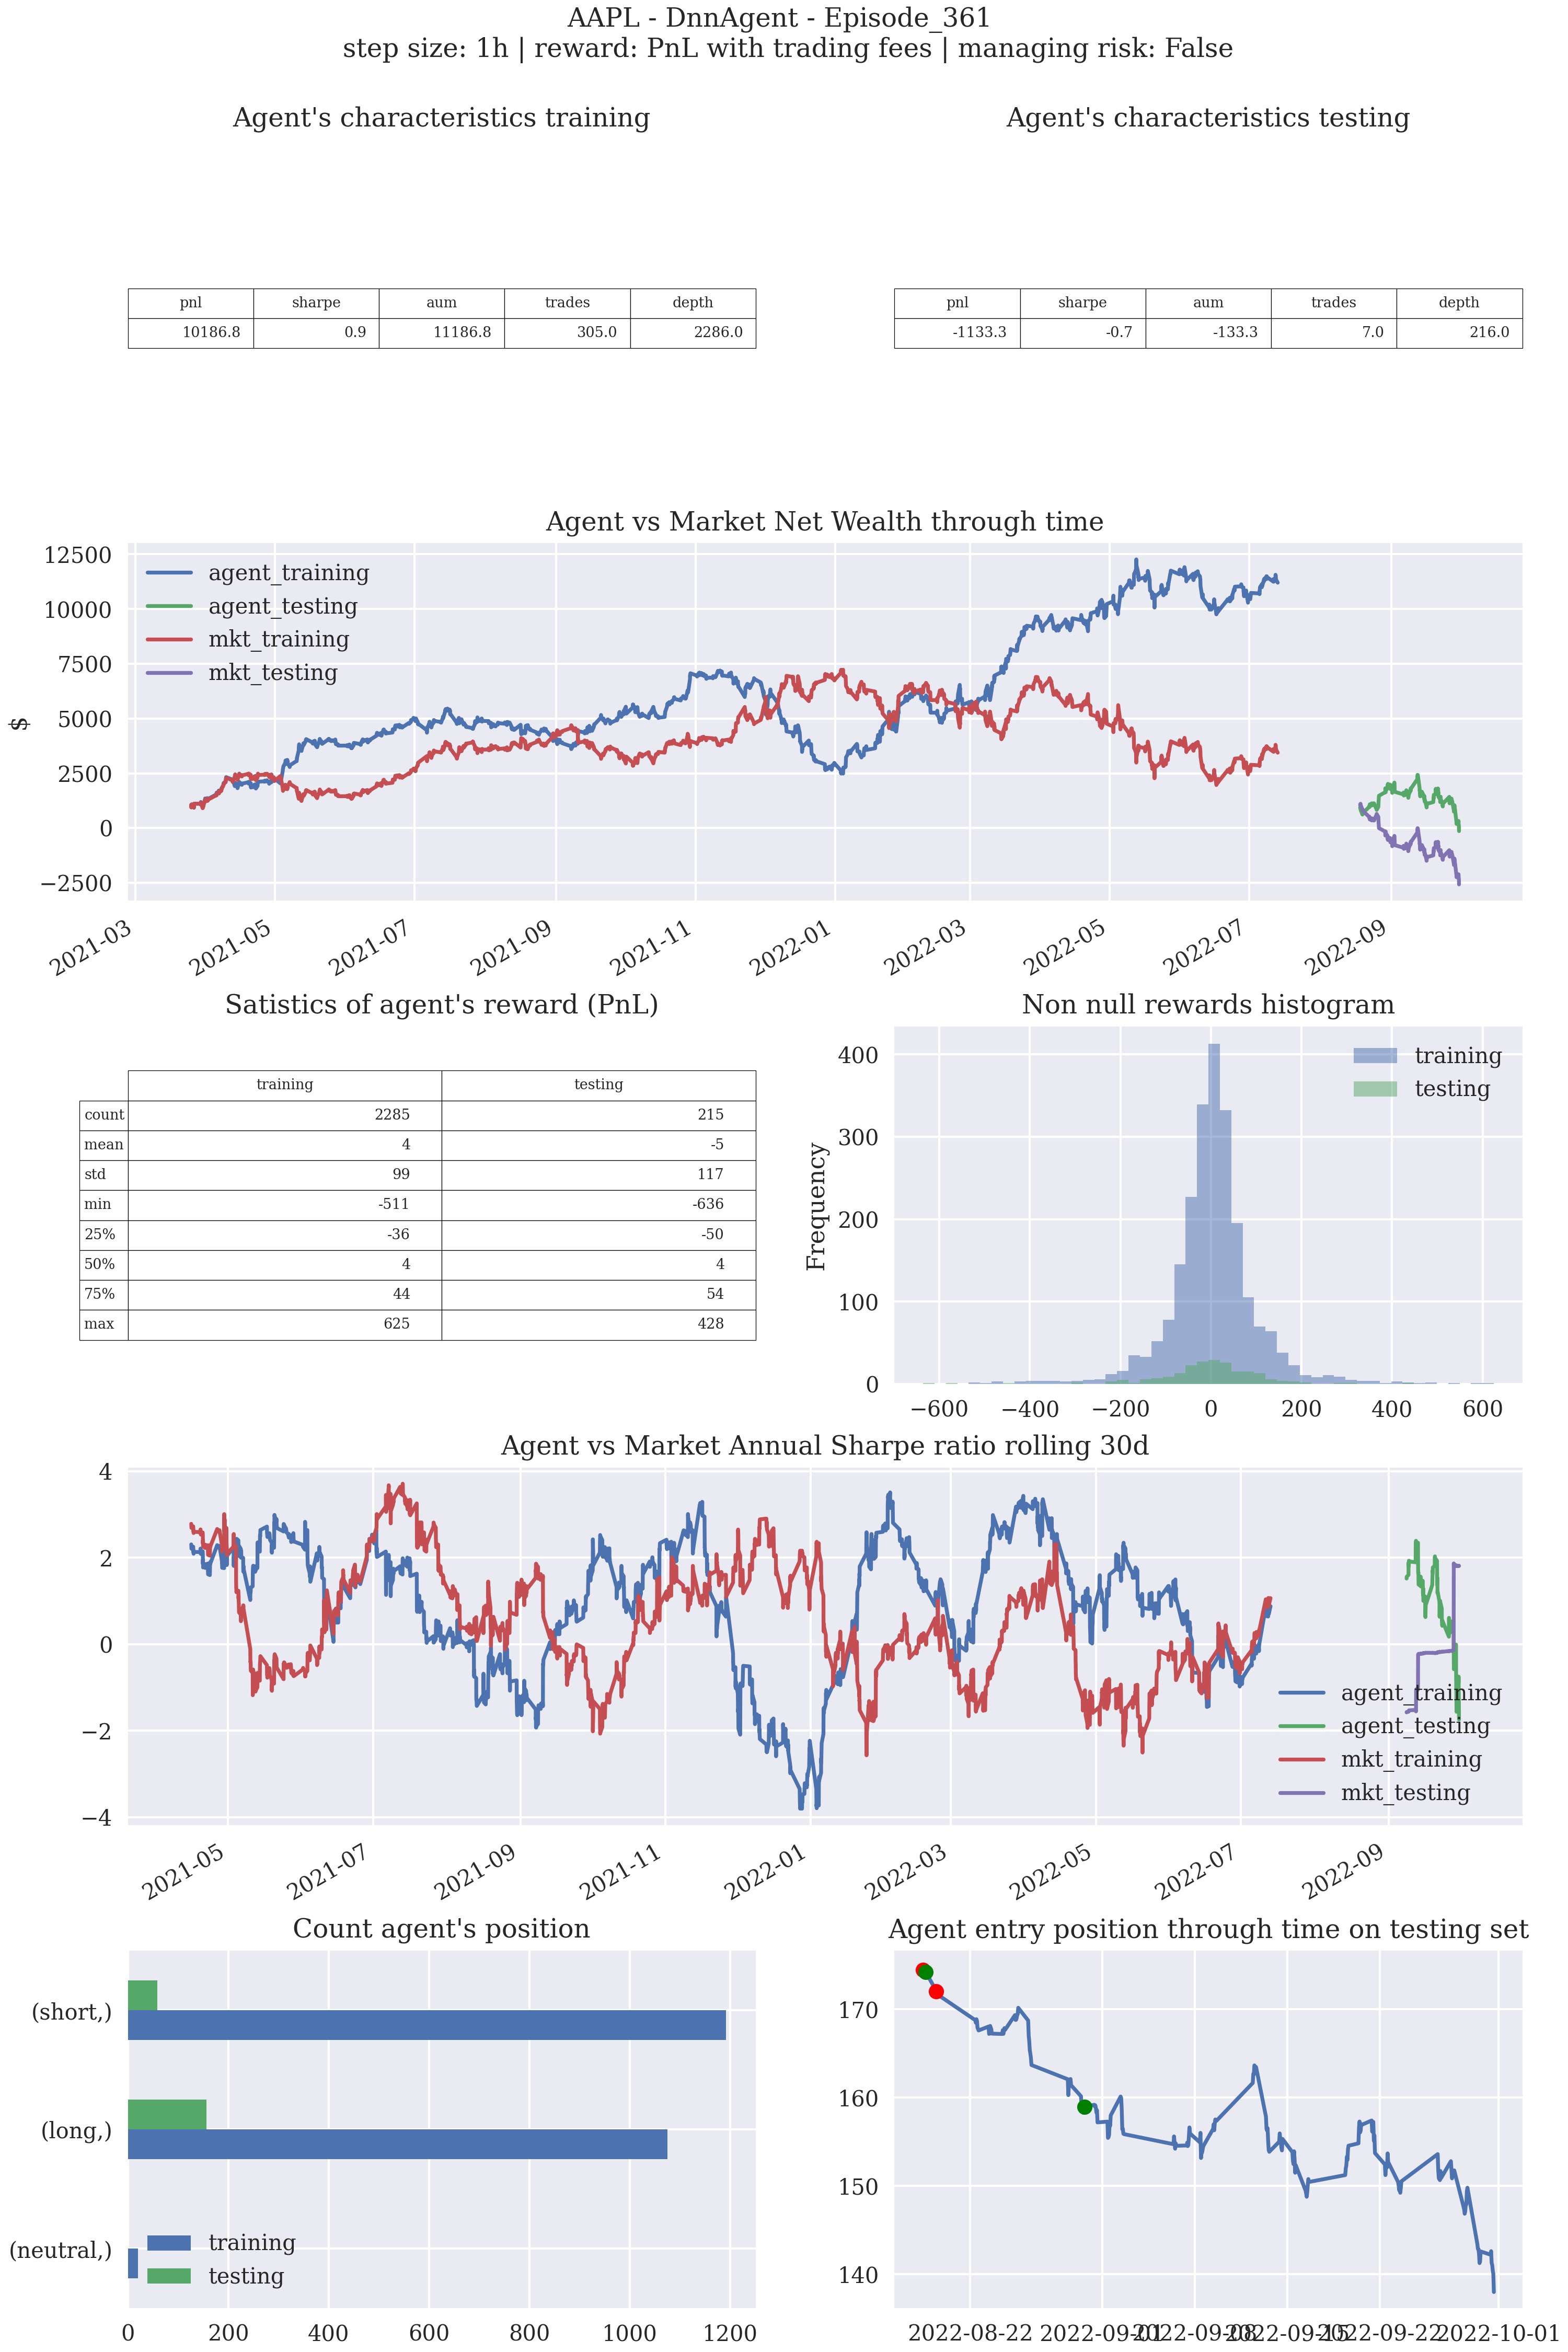 AAPL - DnnAgent - Episode_361
step size: 1h | reward: PnL with trading fees | managing risk: False
Agent's characteristics training
pnl sharpe aum trades depth
10186.8 0.9 11186.8 305.0 2286.0
Agent's characteristics testing
pnl sharpe aum trades depth
-1133.3 -0.7 -133.3 7.0 216.0
Agent vs Market Net Wealth through time
agent_training
agent_testing
mkt_training
mkt_testing
$
12500
10000
7500
5000
2500
0
−2500
2021-03 2021-05 2021-07 2021-09 2021-11 2022-01 2022-03 2022-05 2022-07 2022-09
Satistics of agent's reward (PnL)
training testing
count 2285 215
mean 4 -5
std 99 117
min -511 -636
25% -36 -50
50% 4 4
75% 44 54
max 625 428
Non null rewards histogram
training
testing
Frequency
400
300
200
100
0
−600 −400 −200 0 200 400 600
Agent vs Market Annual Sharpe ratio rolling 30d
4
2
0
−2
−4
agent_training
agent_testing
mkt_training
mkt_testing
2021-05 2021-07 2021-09 2021-11 2022-01 2022-03 2022-05 2022-07 2022-09
Count agent's position
(short,)
(long,)
(neutral,)
training
testing
0 200 400 600 800 1000 1200
Agent entry position through time on testing set
170
160
150
140
2022-08-22 2022-09-01 2022-09-08 2022-09-15 2022-09-22 2022-10-01